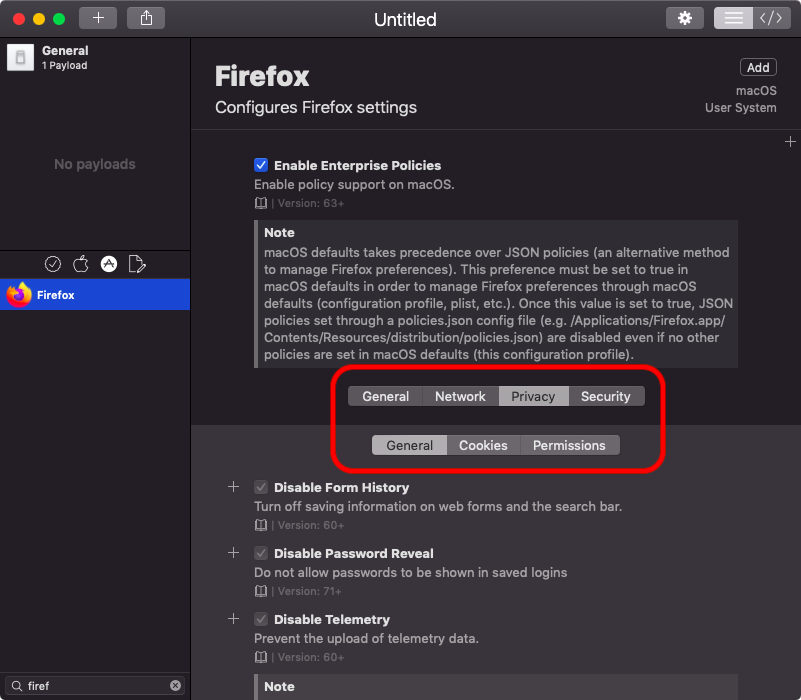 Untitled
General
1 Payload
No payloads
Firefox
firef
Firefox
Add
Configures Firefox settings
macOS
User System
Enable Enterprise Policies
Enable policy support on macOS.
| Version: 63+
Note
macOS defaults takes precedence over JSON policies (an alternative method
to manage Firefox preferences). This preference must be set to true in
macOS defaults in order to manage Firefox preferences through macOS
defaults (configuration profile, plist, etc.). Once this value is set to true, JSON
policies set through a policies.json config file (e.g. /Applications/Firefox.app/
Contents/Resources/distribution/policies.json) are disabled even if no other
policies are set in macOS defaults (this configuration profile).
General Network Privacy Security
General Cookies Permissions
Disable Form History
Turn off saving information on web forms and the search bar.
| Version: 60+
Disable Password Reveal
Do not allow passwords to be shown in saved logins
| Version: 71+
Disable Telemetry
Prevent the upload of telemetry data.
| Version: 60+
Note